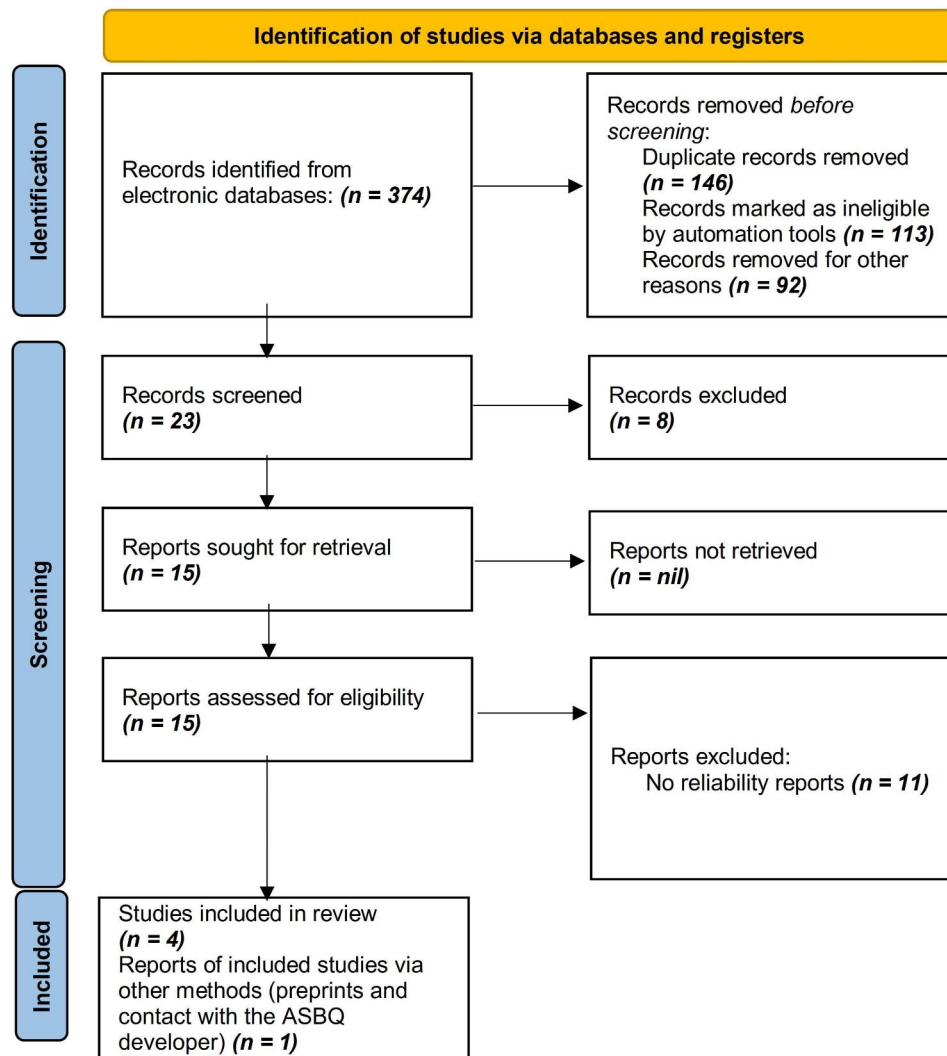 Identification of studies via databases and registers
Identification
Records identified from
electronic databases: (n = 374)
Records removed before
screening:
Duplicate records removed
(n = 146)
Records marked as ineligible
by automation tools (n = 113)
Records removed for other
reasons (n = 92)
Screening
Records screened
(n = 23)
Records excluded
(n = 8)
Reports sought for retrieval
(n = 15)
Reports not retrieved
(n = nil)
Reports assessed for eligibility
(n = 15)
Reports excluded:
No reliability reports (n = 11)
Included
Studies included in review
(n = 4)
Reports of included studies via
other methods (preprints and
contact with the ASBQ
developer) (n = 1)